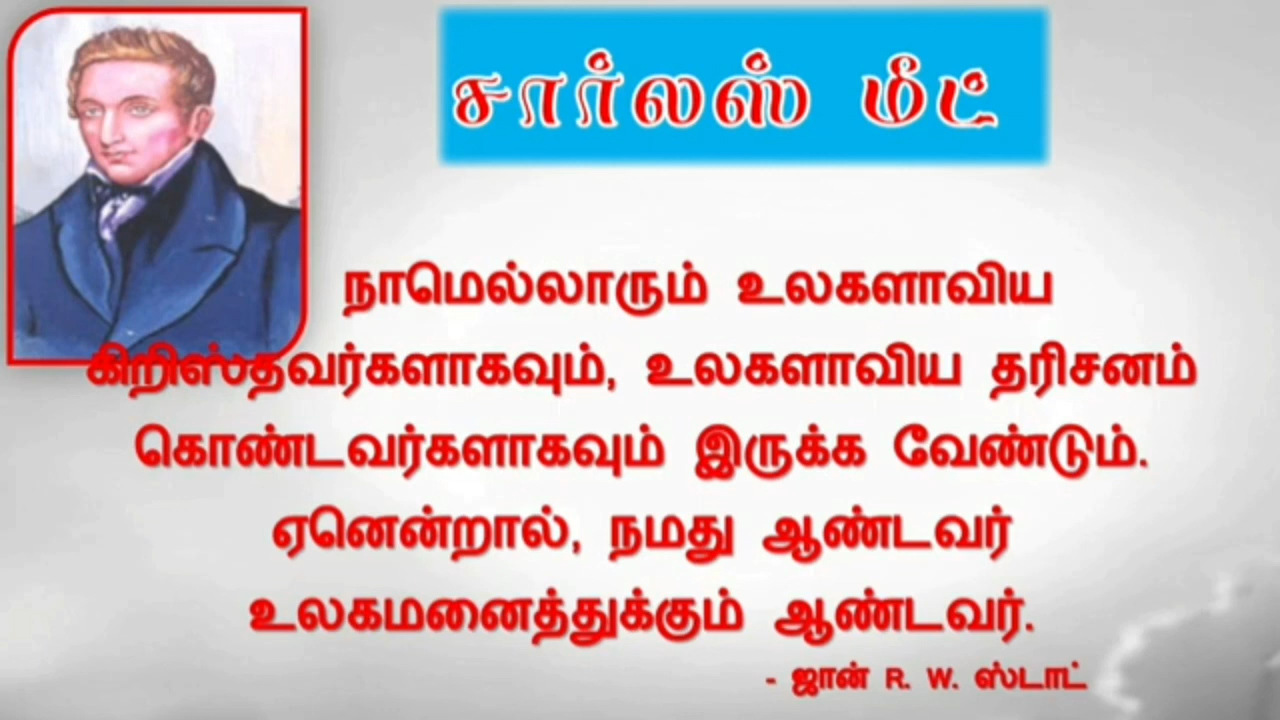 சார்லஸ் மீட்
நாமெல்லாரும் உலகளாவிய
கிறிஸ்தவர்களாகவும், உலகளாவிய தரிசனம்
கொண்டவர்களாகவும் இருக்க வேண்டும்.
ஏனென்றால், நமது ஆண்டவர்
உலகமனைத்துக்கும் ஆண்டவர்.
- ஜான் R. W. ஸ்டாட்